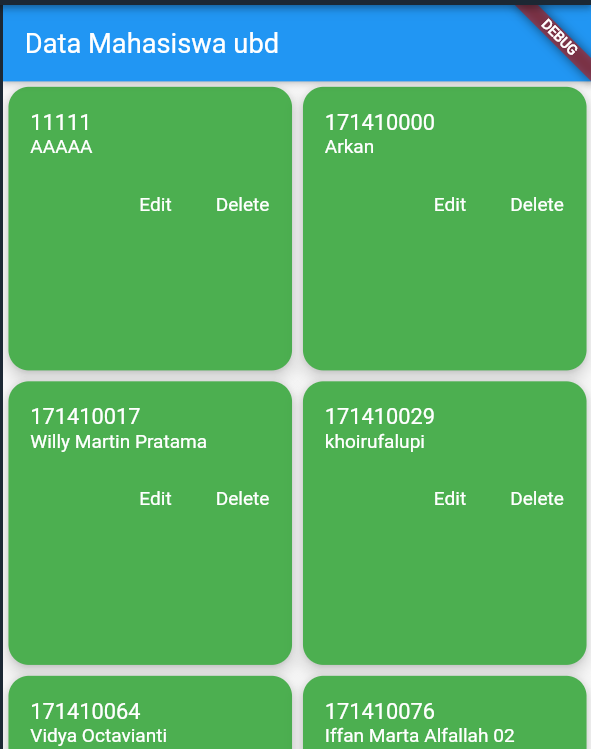 Data Mahasiswa ubd
DEBUG
11111
AAAAA
Edit Delete
171410000
Arkan
Edit Delete
171410017
Willy Martin Pratama
Edit Delete
171410029
khoirufalupi
Edit Delete
171410064
Vidya Octavianti
171410076
Iffan Marta Alfallah 02